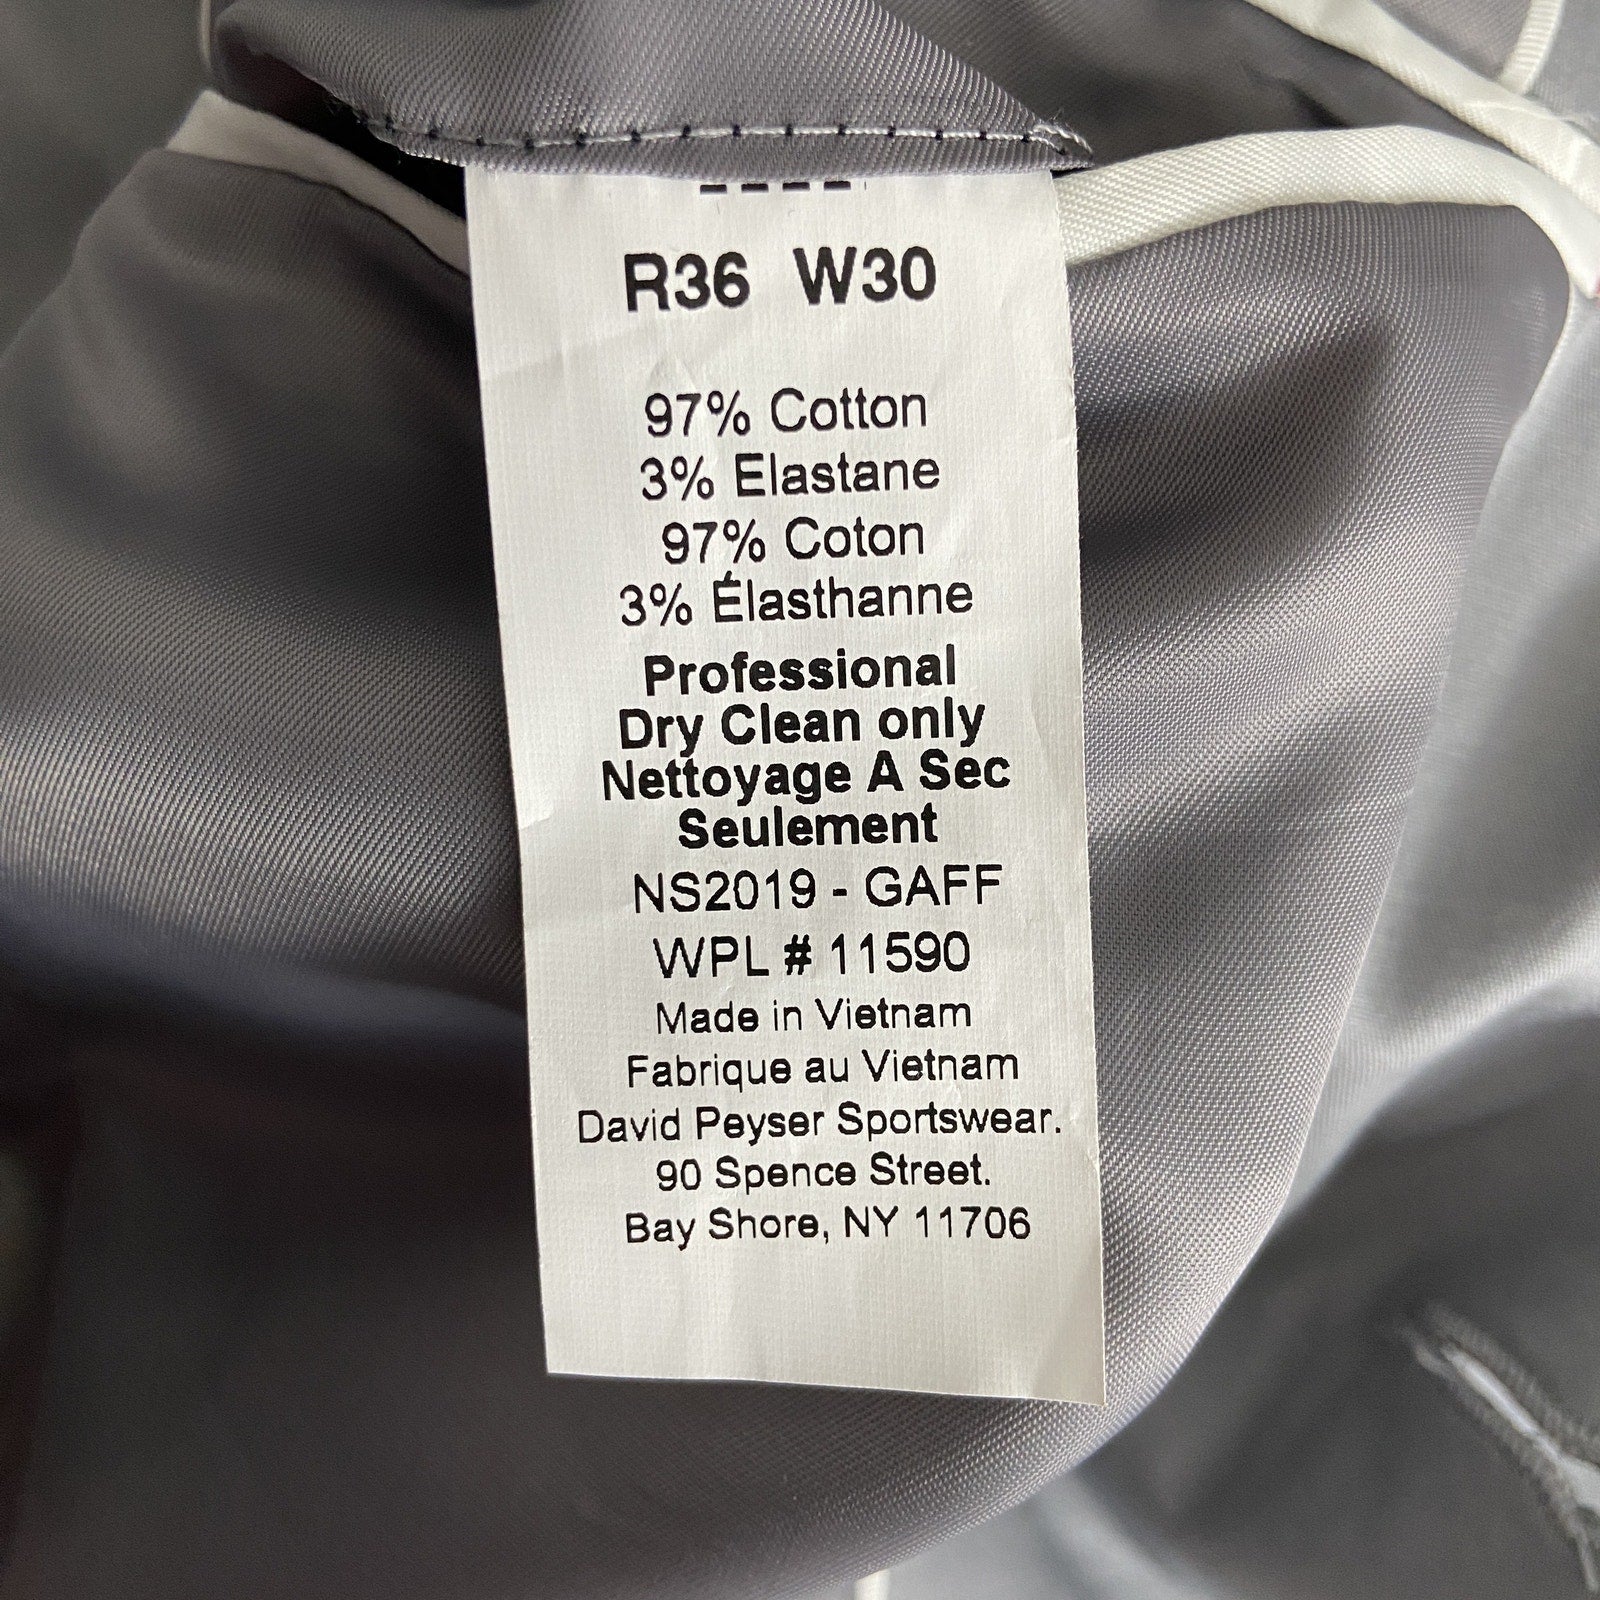 R36 W30
97% Cotton
3% Elastane
97% Coton
3% Élasthanne
Professional
Dry Clean only
Nettoyage A Sec
Seulement
NS2019 - GAFF
WPL # 11590
Made in Vietnam
Fabrique au Vietnam
David Peyser Sportswear.
90 Spence Street.
Bay Shore, NY 11706